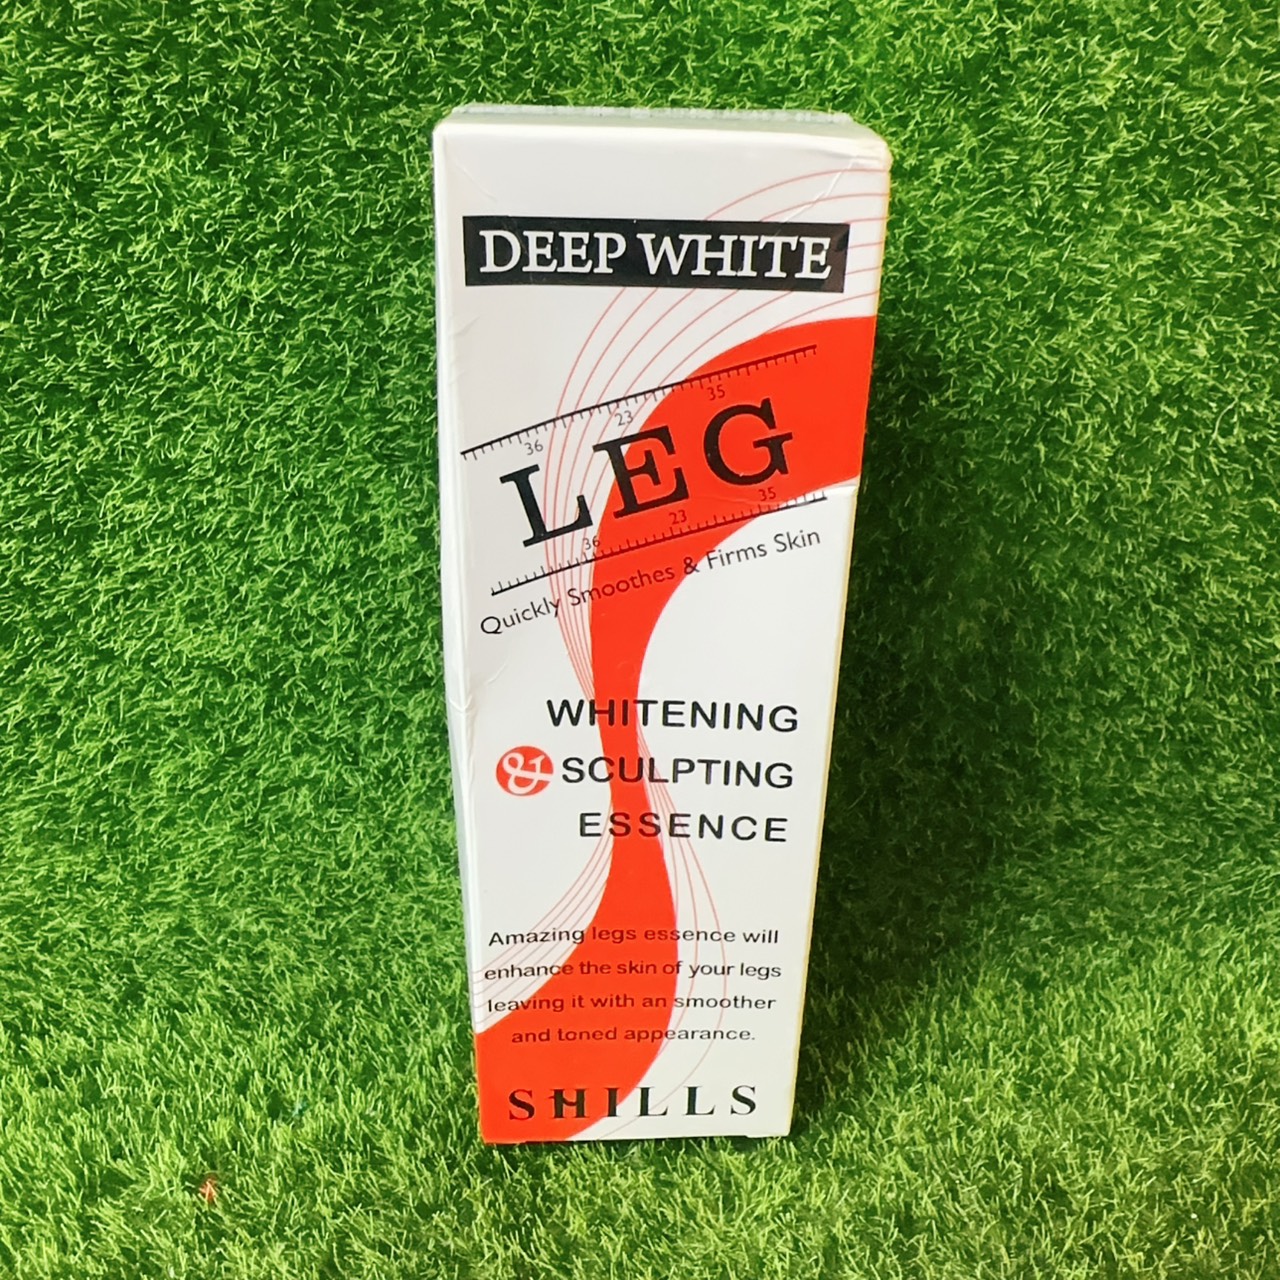 DEEP WHITE
36 23 35
LEG
36 23 35
Quickly Smoothes & Firms Skin
WHITENING
& SCULPTING
ESSENCE
Amazing legs essence will
enhance the skin of your legs
leaving it with an smoother
and toned appearance.
SHILLS